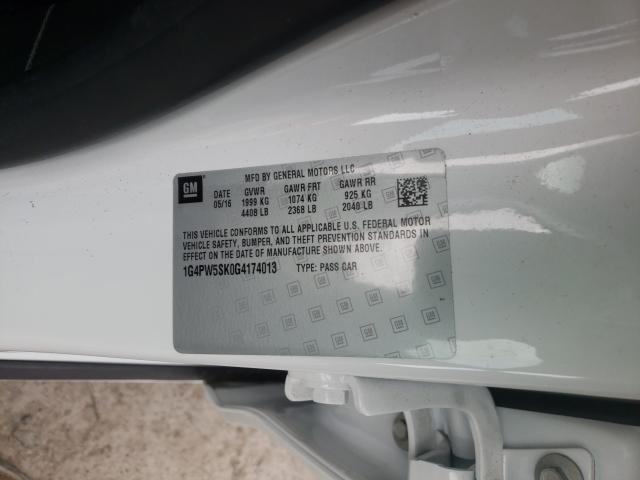 GM
MFD BY GENERAL MOTORS LLC
DATE GVWR GAWR FRT GAWR RR
05/16 1999 KG 1074 KG 925 KG
4408 LB 2368 LB 2040 LB
THIS VEHICLE CONFORMS TO ALL APPLICABLE U.S. FEDERAL MOTOR
VEHICLE SAFETY, BUMPER, AND THEFT PREVENTION STANDARDS IN
EFFECT ON THE DATE OF MANUFACTURE SHOWN ABOVE.
1G4PW5SK0G4174013 TYPE: PASS CAR